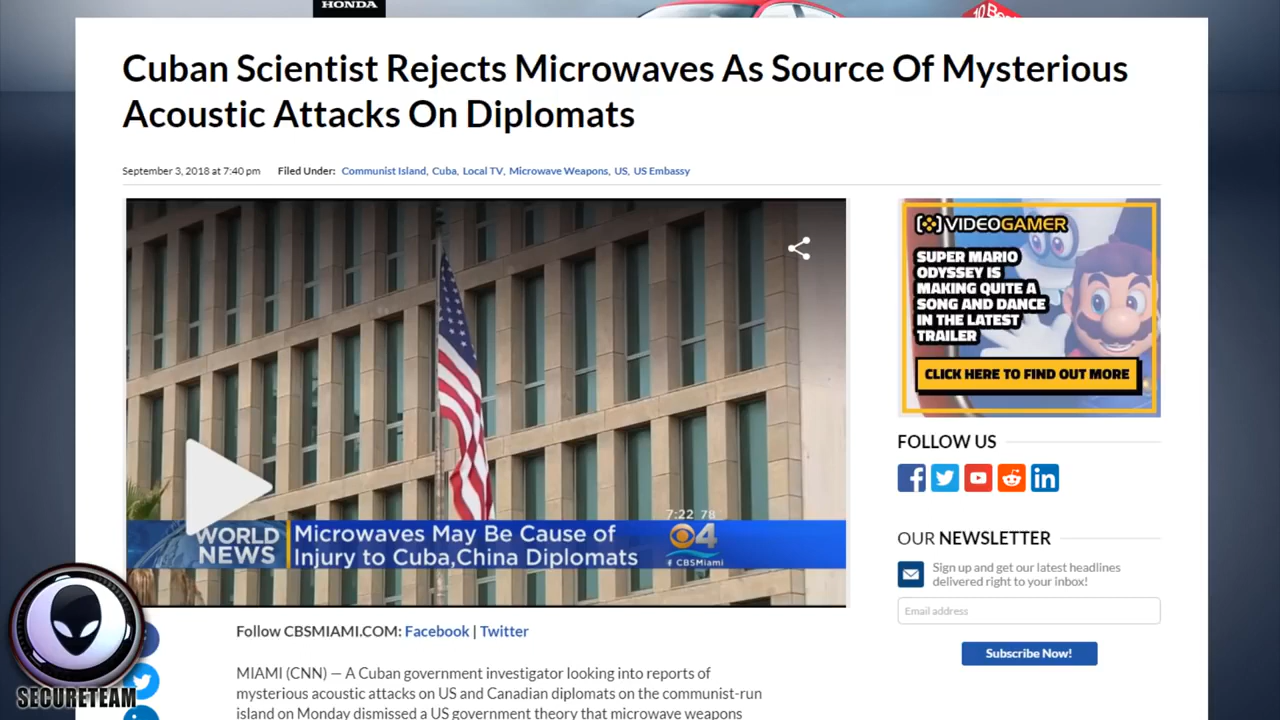 HONDA
Cuban Scientist Rejects Microwaves As Source Of Mysterious
Acoustic Attacks On Diplomats
September 3, 2018 at 7:40 pm Filed Under: Communist Island, Cuba, Local TV, Microwave Weapons, US, US Embassy
WORLD
NEWS
Microwaves May Be Cause of
Injury to Cuba,China Diplomats
7:22 78
4
f CBSMiami
[ ] VIDEOGAMER
SUPER MARIO
ODYSSEY IS
MAKING QUITE A
SONG AND DANCE
IN THE LATEST
TRAILER
CLICK HERE TO FIND OUT MORE
FOLLOW US
OUR NEWSLETTER
Sign up and get our latest headlines
delivered right to your inbox!
Email address
Subscribe Now!
Follow CBSMIAMI.COM: Facebook | Twitter
MIAMI (CNN) — A Cuban government investigator looking into reports of
mysterious acoustic attacks on US and Canadian diplomats on the communist-run
island on Monday dismissed a US government theory that microwave weapons
SECURETEAM